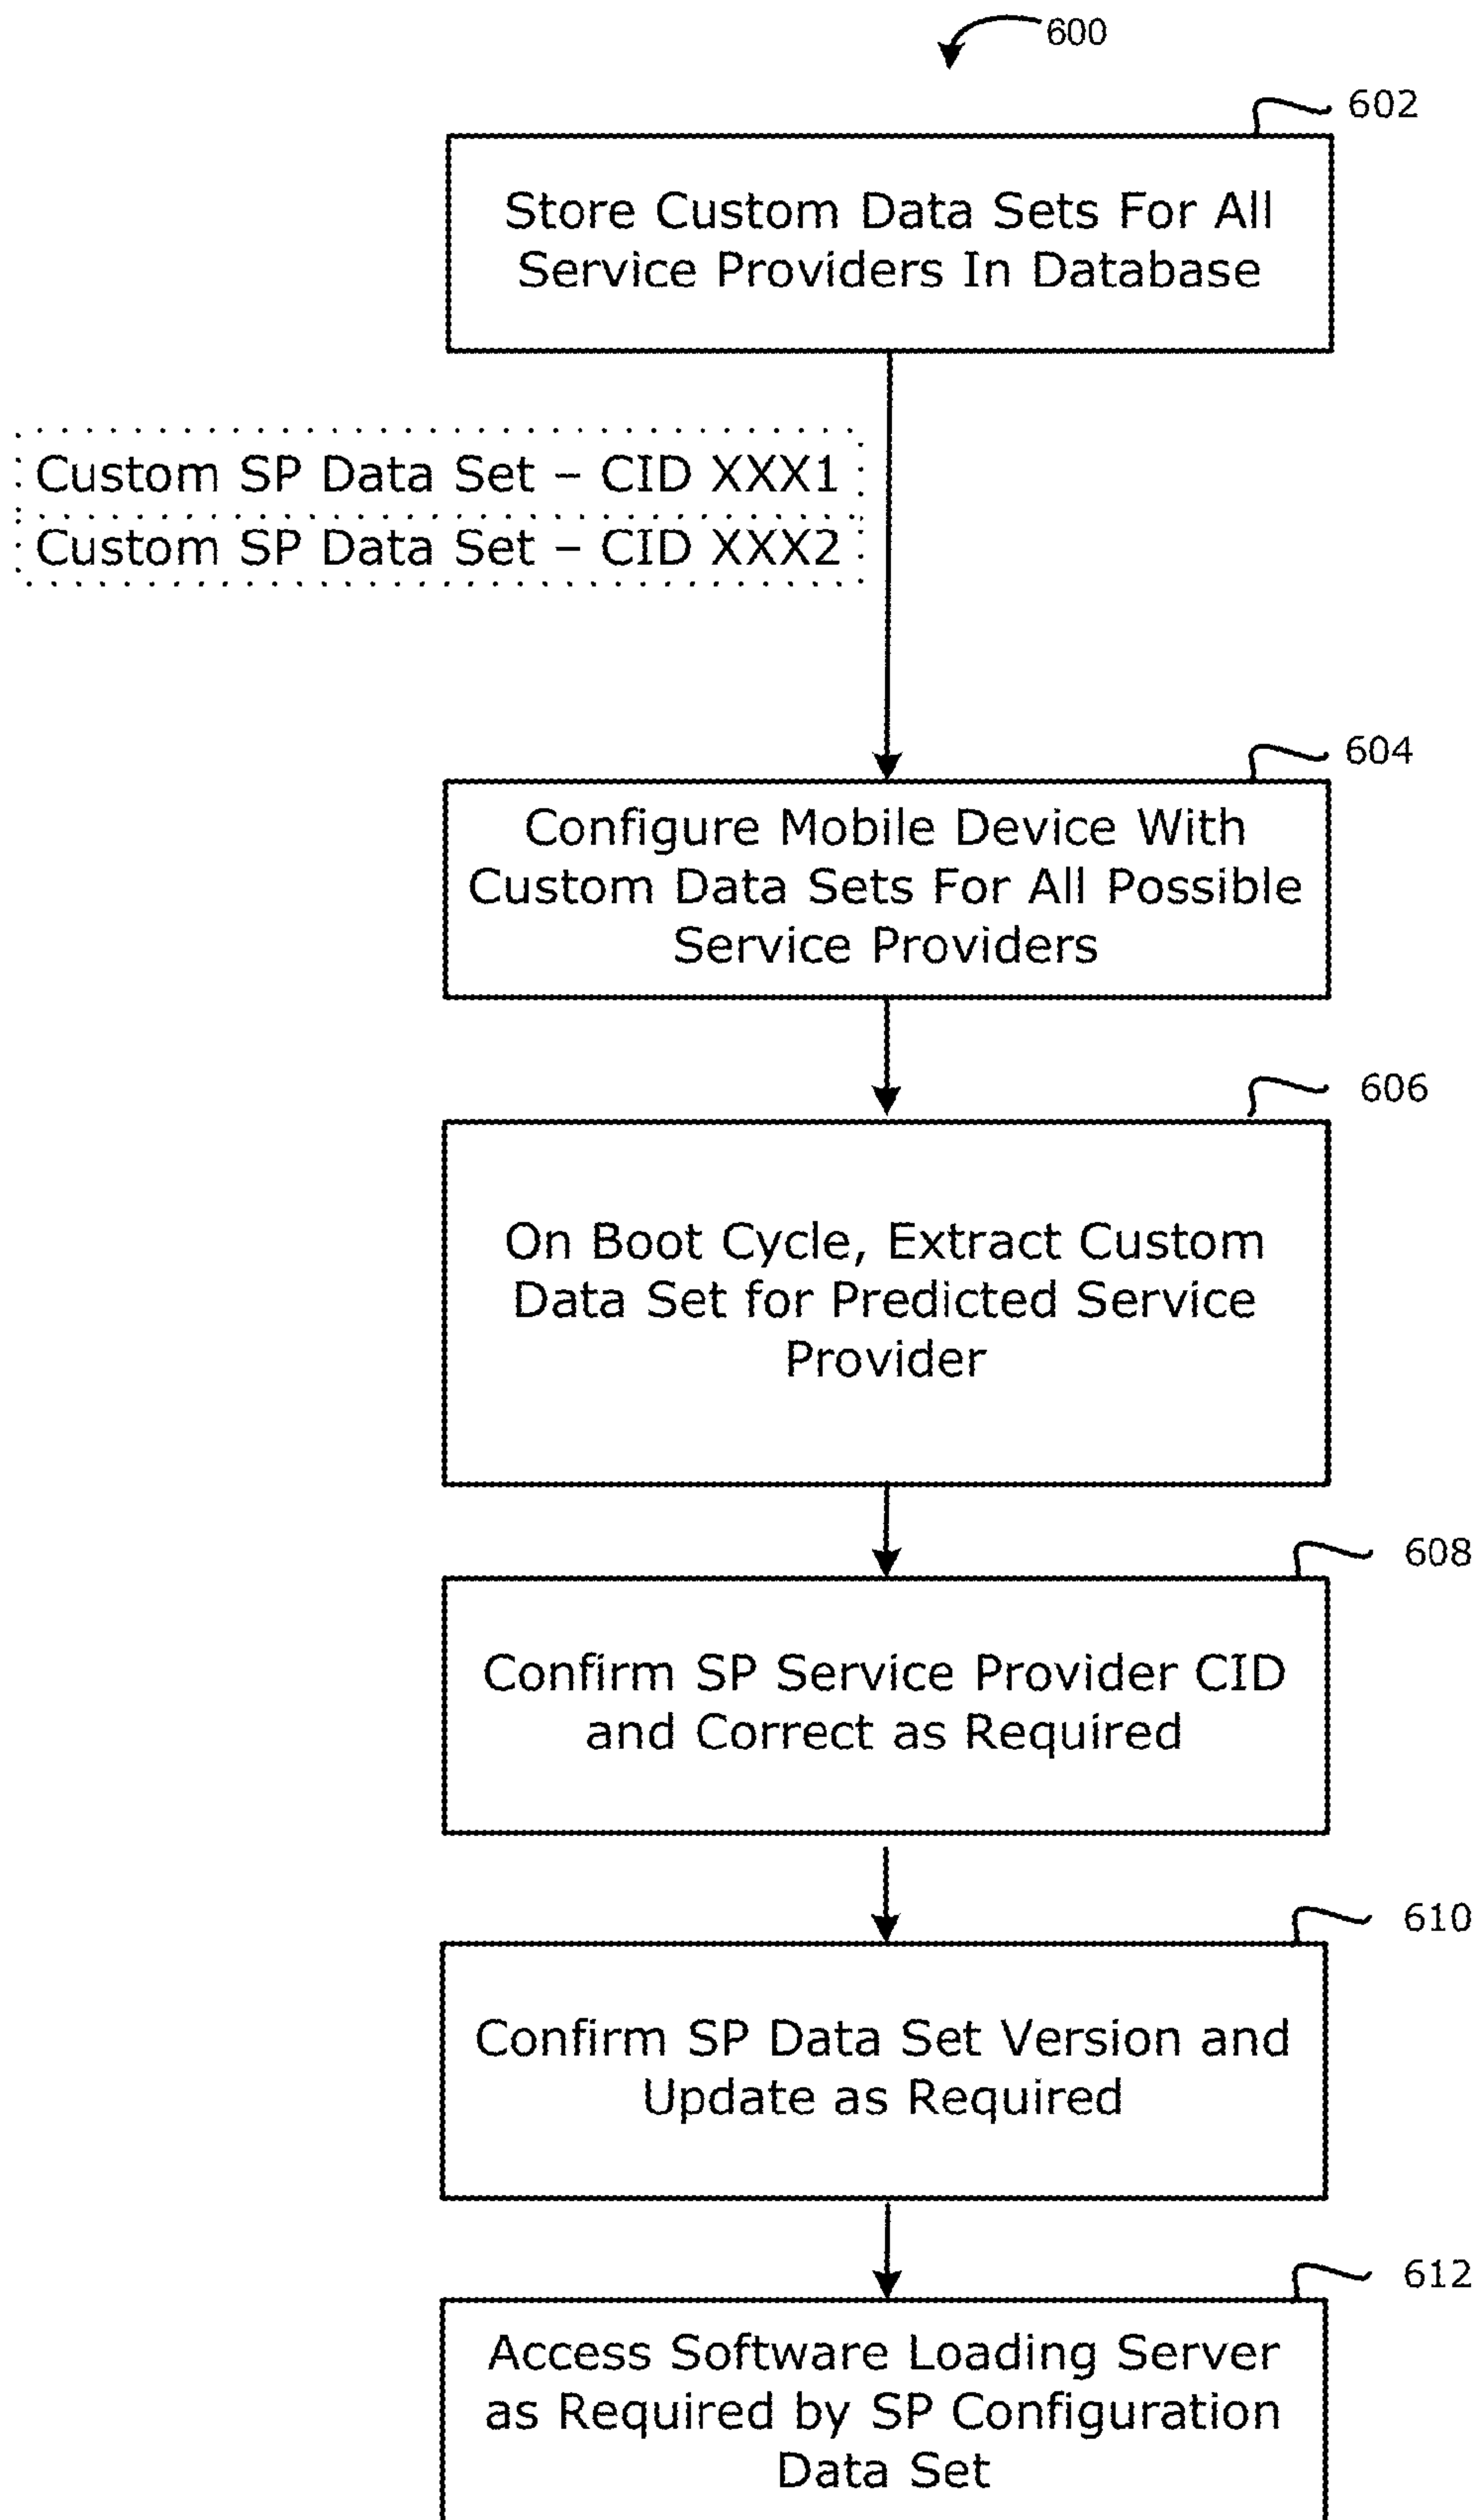 600
602
Store Custom Data Sets For All
Service Providers In Database
Custom SP Data Set – CID XXX1
Custom SP Data Set – CID XXX2
604
Configure Mobile Device With
Custom Data Sets For All Possible
Service Providers
606
On Boot Cycle, Extract Custom
Data Set for Predicted Service
Provider
608
Confirm SP Service Provider CID
and Correct as Required
610
Confirm SP Data Set Version and
Update as Required
612
Access Software Loading Server
as Required by SP Configuration
Data Set